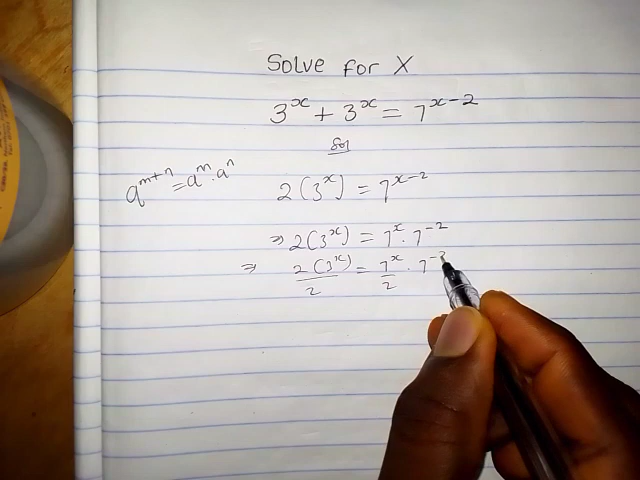 Solve for X
3^x + 3^x = 7^{x-2}
Sol
a^{m+n} = a^m . a^n
2(3^x) = 7^{x-2}
⇒ 2(3^x) = 7^x . 7^{-2}
⇒ 2(3^x)/2 = 7^x/2 . 7^{-2}